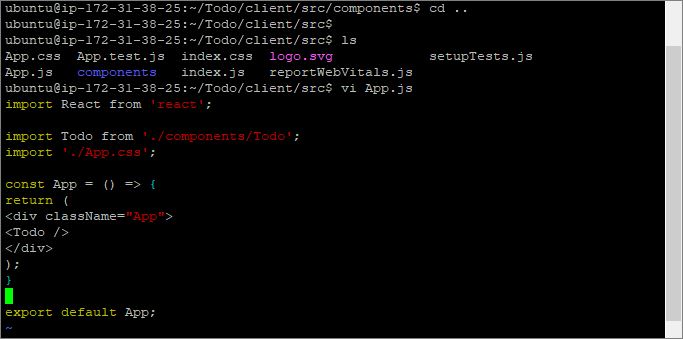 ubuntu@ip-172-31-38-25:~/Todo/client/src/components$ cd ..
ubuntu@ip-172-31-38-25:~/Todo/client/src$
ubuntu@ip-172-31-38-25:~/Todo/client/src$ ls
App.css  App.test.js  index.css  logo.svg            setupTests.js
App.js   components   index.js   reportWebVitals.js
ubuntu@ip-172-31-38-25:~/Todo/client/src$ vi App.js
import React from 'react';
import Todo from './components/Todo';
import './App.css';
const App = () => {
return (
<div className="App">
<Todo />
</div>
);
}
export default App;
~